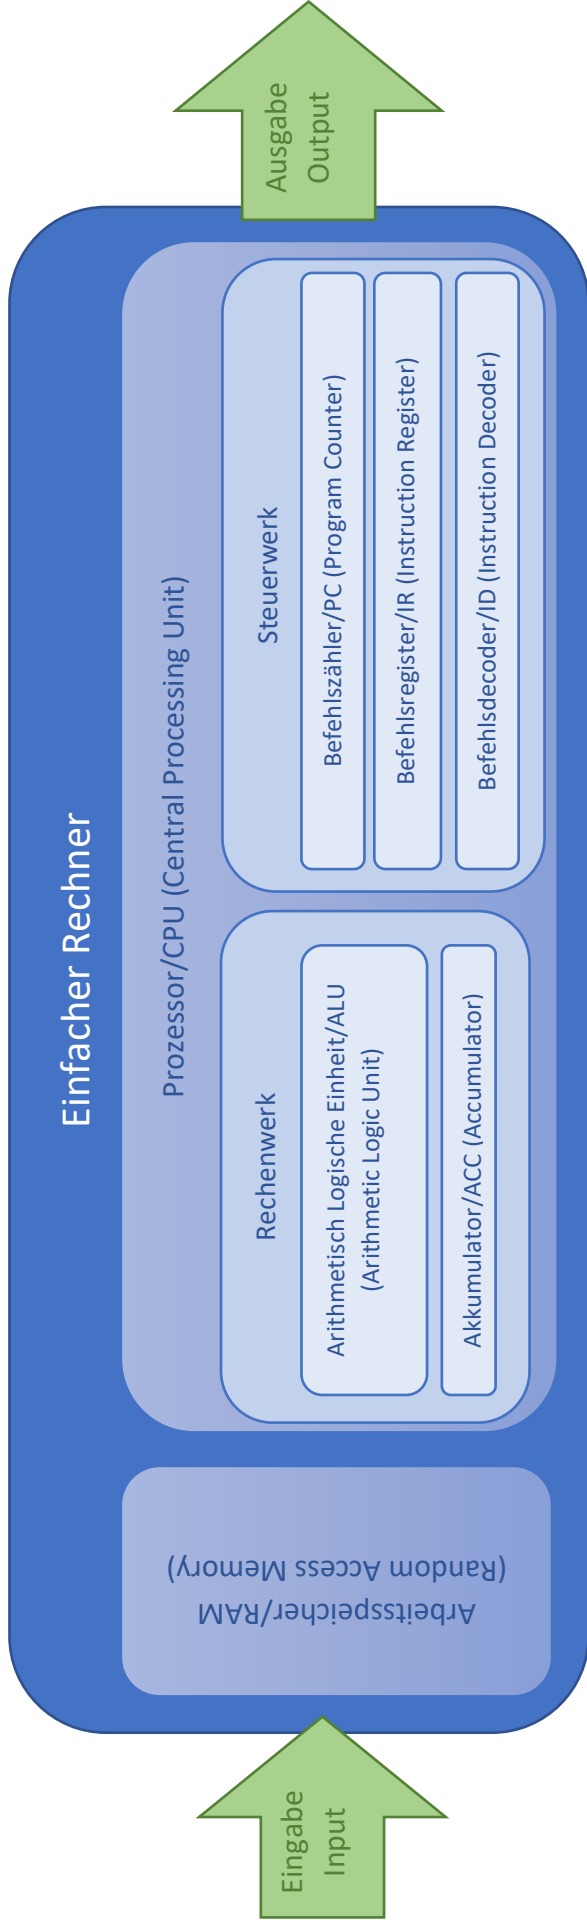 Einfacher Rechner
Eingabe
Input
Arbeitsspeicher/RAM
(Random Access Memory)
Prozessor/CPU (Central Processing Unit)
Rechenwerk
Arithmetisch Logische Einheit/ALU
(Arithmetic Logic Unit)
Akkumulator/ACC (Accumulator)
Steuerwerk
Befehlszähler/PC (Program Counter)
Befehlsregister/IR (Instruction Register)
Befehlsdecoder/ID (Instruction Decoder)
Ausgabe
Output